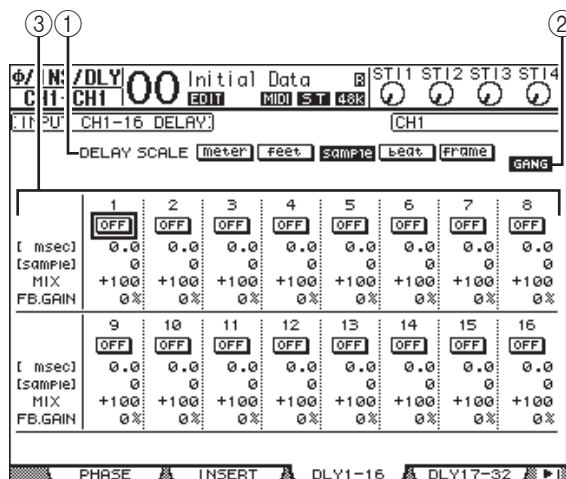 ③ ① ②
Φ/INS/DLY 00 Initial Data R ST11 ST12 ST13 ST14
CH1-CH1 EDIT MIDI ST 48k
INPUT CH1-16 DELAY CH1
DELAY SCALE meter feet sample beat frame
GANG
1 2 3 4 5 6 7 8
OFF OFF OFF OFF OFF OFF OFF OFF
[ msec] 0.0 0.0 0.0 0.0 0.0 0.0 0.0 0.0
[sample] 0 0 0 0 0 0 0 0
MIX +100 +100 +100 +100 +100 +100 +100 +100
FB.GAIN 0% 0% 0% 0% 0% 0% 0% 0%
9 10 11 12 13 14 15 16
OFF OFF OFF OFF OFF OFF OFF OFF
[ msec] 0.0 0.0 0.0 0.0 0.0 0.0 0.0 0.0
[sample] 0 0 0 0 0 0 0 0
MIX +100 +100 +100 +100 +100 +100 +100 +100
FB.GAIN 0% 0% 0% 0% 0% 0% 0% 0%
PHASE INSERT DLY1-16 DLY17-32